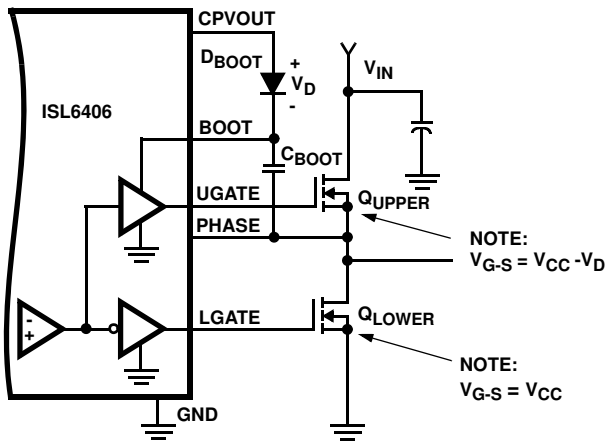 CPVOUT
D_BOOT
+
V_D
-
V_IN
ISL6406
BOOT
C_BOOT
UGATE
Q_UPPER
PHASE
NOTE:
V_G-S = V_CC -V_D
-
+
LGATE
Q_LOWER
NOTE:
V_G-S = V_CC
GND